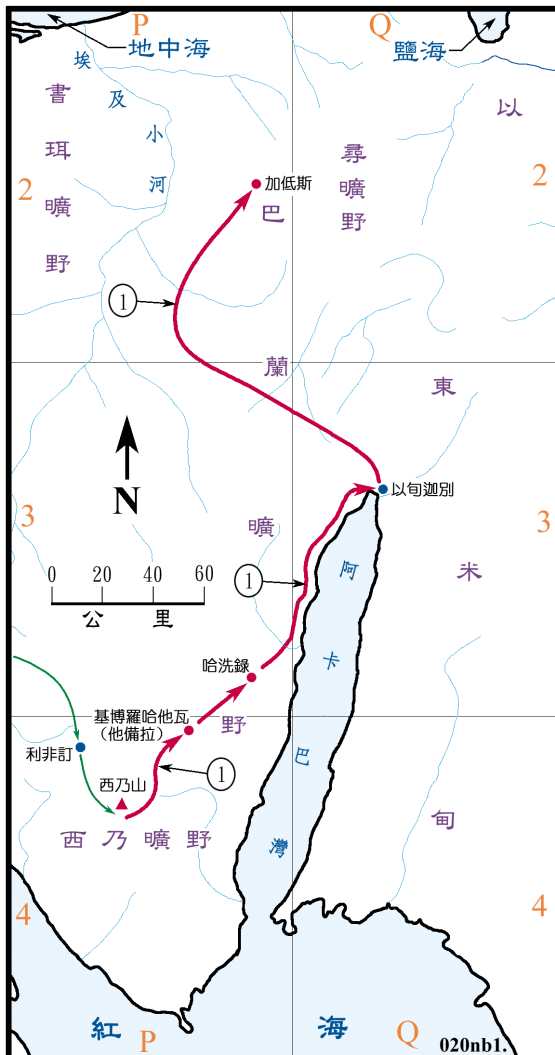 P
Q
地中海
鹽海
埃及小河
書珥曠野
以東
米甸
尋曠野
2
2
加低斯
巴蘭曠野
1
N
以旬迦別
3
3
0 20 40 60
公里
1
阿卡巴灣
哈洗錄
基博羅哈他瓦
(他備拉)
利非訂
西乃山
1
西乃曠野
4
4
紅海
P
Q
020nb1.